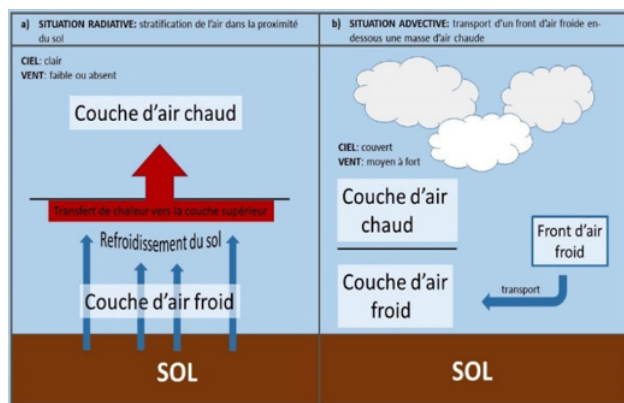 a) SITUATION RADIATIVE: stratification de l'air dans la proximité
du sol
CIEL: clair
VENT: faible ou absent
Couche d'air chaud
Transfert de chaleur vers la couche supérieur
Refroidissement du sol
Couche d'air froid
SOL
b) SITUATION ADVECTIVE: transport d'un front d'air froide en-
dessous une masse d'air chaude
CIEL: couvert
VENT: moyen à fort
Couche d'air
chaud
Front d'air
froid
Couche d'air
froid
transport
SOL